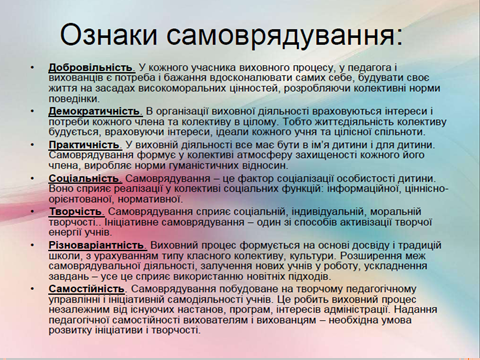 Ознаки самоврядування:
• Добровільність. У кожного учасника виховного процесу, у педагога і
вихованців є потреба і бажання вдосконалювати самих себе, будувати своє
життя на засадах високоморальних цінностей, розробляючи колективні норми
поведінки.
• Демократичність. В організації виховної діяльності враховуються інтереси і
потреби кожного члена та колективу в цілому. Тобто життєдіяльність колективу
будується, враховуючи інтереси, ідеали кожного учня та цілісної спільноти.
• Практичність. У виховній діяльності все має бути в ім'я дитини і для дитини.
Самоврядування формує у колективі атмосферу захищеності кожного його
члена, виробляє норми гуманістичних відносин.
• Соціальність. Самоврядування – це фактор соціалізації особистості дитини.
Воно сприяє реалізації у колективі соціальних функцій: інформаційної, ціннісно-
орієнтованої, нормативної.
• Творчість. Самоврядування сприяє соціальній, індивідуальній, моральній
творчості.. Ініціативне самоврядування – один зі способів активізації творчої
енергії учнів.
• Різноваріантність. Виховний процес формується на основі досвіду і традицій
школи, з урахуванням типу класного колективу, культури. Розширення меж
самоврядувальної діяльності, залучення нових учнів у роботу, ускладнення
завдань – усе це сприяє використанню новітніх підходів.
• Самостійність. Самоврядування побудоване на творчому педагогічному
управлінні і ініціативній самодіяльності учнів. Це робить виховний процес
незалежним від існуючих настанов, програм, інтересів адміністрації. Надання
педагогічної самостійності вихователям і вихованцям – необхідна умова
розвитку ініціативи і творчості.